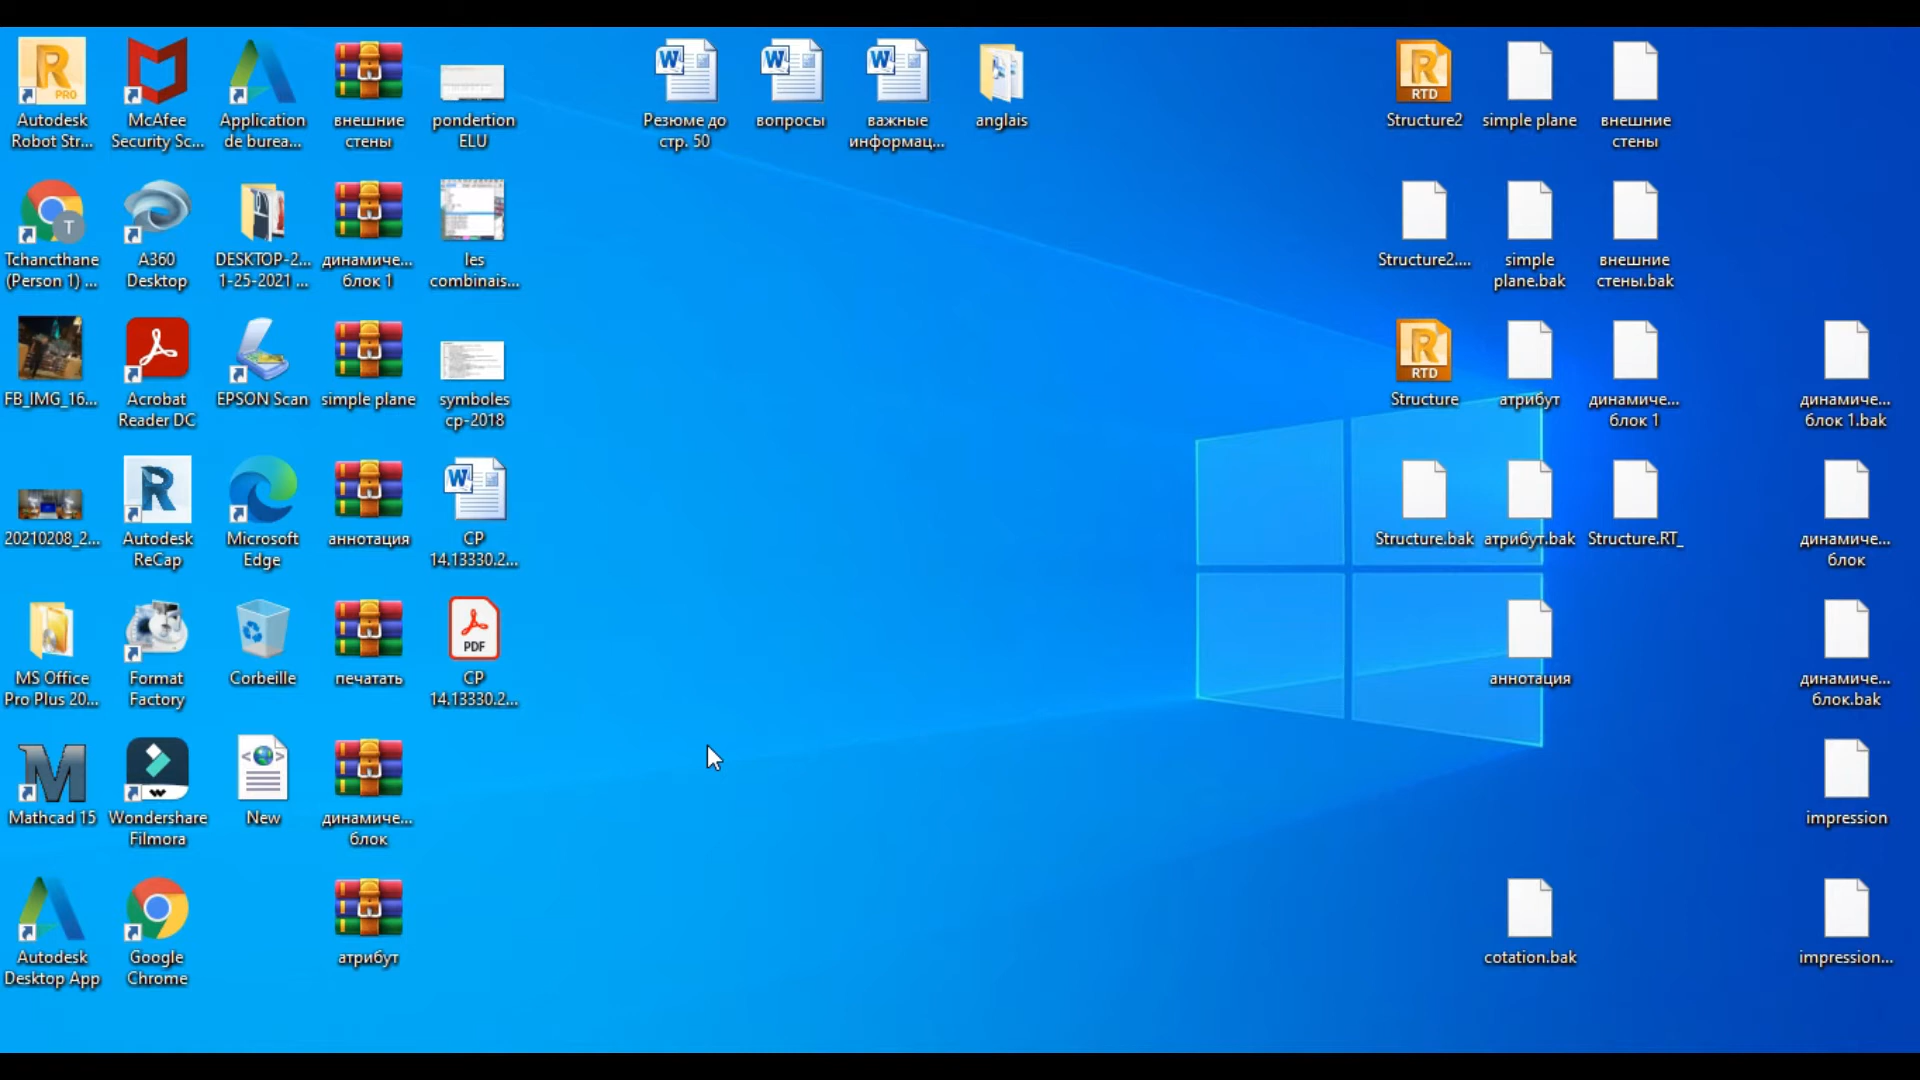 PRO
Autodesk
Robot Str...
McAfee
Security Sc...
Application
de burea...
внешние
стены
pondertion
ELU
Резюме до
стр. 50
вопросы
важные
информац...
anglais
RTD
Structure2
simple plane
внешние
стены
T
Tchancthane
(Person 1) ...
A360
Desktop
DESKTOP-2...
1-25-2021 ...
динамиче...
блок 1
les
combinais...
Structure2....
simple
plane.bak
внешние
стены.bak
FB_IMG_16...
Acrobat
Reader DC
EPSON Scan
simple plane
symboles
cp-2018
RTD
Structure
атрибут
динамиче...
блок 1
динамиче...
блок 1.bak
20210208_2...
Autodesk
ReCap
Microsoft
Edge
аннотация
СР
14.13330.2...
Structure.bak
атрибут.bak
Structure.RT_
динамиче...
блок
MS Office
Pro Plus 20...
Format
Factory
Corbeille
печатать
PDF
СР
14.13330.2...
аннотация
динамиче...
блок.bak
Mathcad 15
Wondershare
Filmora
New
динамиче...
блок
impression
Autodesk
Desktop App
Google
Chrome
атрибут
cotation.bak
impression...